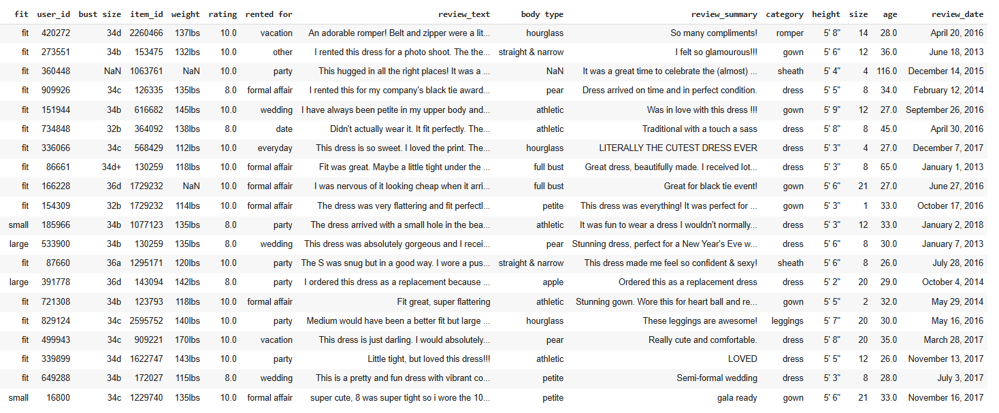 fit user_id bust size item_id weight rating rented for review_text body type review_summary category height size age review_date
fit 420272 34d 2260466 137lbs 10.0 vacation An adorable romper! Belt and zipper were a lit... hourglass So many compliments! romper 5' 8" 14 28.0 April 20, 2016
fit 273551 34b 153475 132lbs 10.0 other I rented this dress for a photo shoot. The the... straight & narrow I felt so glamourous!!! gown 5' 6" 12 36.0 June 18, 2013
fit 360448 NaN 1063761 NaN 10.0 party This hugged in all the right places! It was a ... NaN It was a great time to celebrate the (almost) ... sheath 5' 4" 4 116.0 December 14, 2015
fit 909926 34c 126335 135lbs 8.0 formal affair I rented this for my company's black tie award... pear Dress arrived on time and in perfect condition. dress 5' 5" 8 34.0 February 12, 2014
fit 151944 34b 616682 145lbs 10.0 wedding I have always been petite in my upper body and... athletic Was in love with this dress !!! gown 5' 9" 12 27.0 September 26, 2016
fit 734848 32b 364092 138lbs 8.0 date Didn't actually wear it. It fit perfectly. The... athletic Traditional with a touch a sass dress 5' 8" 8 45.0 April 30, 2016
fit 336066 34c 568429 112lbs 10.0 everyday This dress is so sweet. I loved the print. The... hourglass LITERALLY THE CUTEST DRESS EVER dress 5' 3" 4 27.0 December 7, 2017
fit 86661 34d+ 130259 118lbs 10.0 formal affair Fit was great. Maybe a little tight under the ... full bust Great dress, beautifully made. I received lot... dress 5' 3" 8 65.0 January 1, 2013
fit 166228 36d 1729232 NaN 10.0 formal affair I was nervous of it looking cheap when it arri... full bust Great for black tie event! gown 5' 6" 21 27.0 June 27, 2016
fit 154309 32b 1729232 114lbs 10.0 formal affair The dress was very flattering and fit perfectl... petite This dress was everything! It was perfect for ... gown 5' 3" 1 33.0 October 17, 2016
small 185966 34b 1077123 135lbs 8.0 party The dress arrived with a small hole in the bea... athletic It was fun to wear a dress I wouldn't normally... dress 5' 3" 12 33.0 January 2, 2018
large 533900 34b 130259 135lbs 8.0 wedding This dress was absolutely gorgeous and I recei... pear Stunning dress, perfect for a New Year's Eve w... dress 5' 6" 8 30.0 January 7, 2013
fit 87660 36a 1295171 120lbs 10.0 party The S was snug but in a good way. I wore a pus... straight & narrow This dress made me feel so confident & sexy! sheath 5' 6" 8 26.0 July 28, 2016
large 391778 36d 143094 142lbs 8.0 party I ordered this dress as a replacement because ... apple Ordered this as a replacement dress dress 5' 2" 20 29.0 October 4, 2014
fit 721308 34b 123793 118lbs 10.0 formal affair Fit great, super flattering athletic Stunning gown. Wore this for heart ball and re... gown 5' 5" 2 32.0 May 29, 2014
fit 829124 34c 2595752 140lbs 10.0 party Medium would have been a better fit but large ... hourglass These leggings are awesome! leggings 5' 7" 20 30.0 May 16, 2016
fit 499943 34c 909221 170lbs 10.0 vacation This dress is just darling. I would absolutely... pear Really cute and comfortable. dress 5' 8" 20 35.0 March 28, 2017
fit 339899 34d 1622747 143lbs 10.0 party Little tight, but loved this dress!!! athletic LOVED dress 5' 5" 12 26.0 November 13, 2017
fit 649288 34b 172027 115lbs 8.0 wedding This is a pretty and fun dress with vibrant co... petite Semi-formal wedding dress 5' 3" 8 28.0 July 3, 2017
small 16800 34c 1229740 135lbs 10.0 formal affair super cute, 8 was super tight so i wore the 10... petite gala ready gown 5' 6" 21 33.0 November 16, 2017